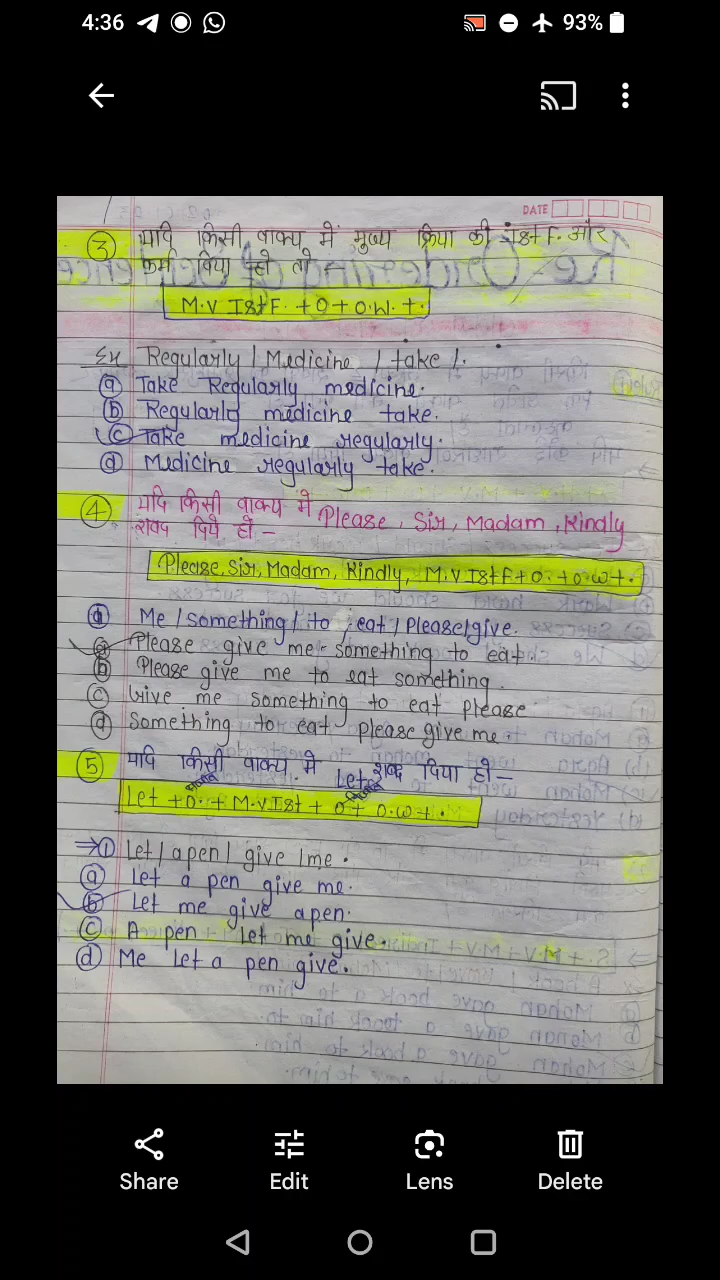 4:36
93%
DATE
3 यदि किसी वाक्य में मुख्य क्रिया की Ist F. और
कर्म दिया हो तो -
M.V Ist F. + O + O.W. +.
Ex Regularly / Medicine / take /.
a Take Regularly medicine.
b Regularly medicine take.
c Take medicine regularly.
d Medicine regularly take.
4 यदि किसी वाक्य में Please, Sir, Madam, Kindly
शब्द दिये हो -
Please, Sir, Madam, Kindly, M.V Ist F + O. + O.W +.
Me / something / to / eat / Please / give.
a Please give me something to eat.
b Please give me to eat something.
c Give me something to eat please
d Something to eat please give me.
5 यदि किसी वाक्य में Let शब्द दिया हो -
Let + O. + M.V Ist + O + O.W +.
→ 1 Let / a pen / give / me.
a Let a pen give me.
b Let me give a pen.
c A pen let me give.
d Me Let a pen give.
Share
Edit
Lens
Delete